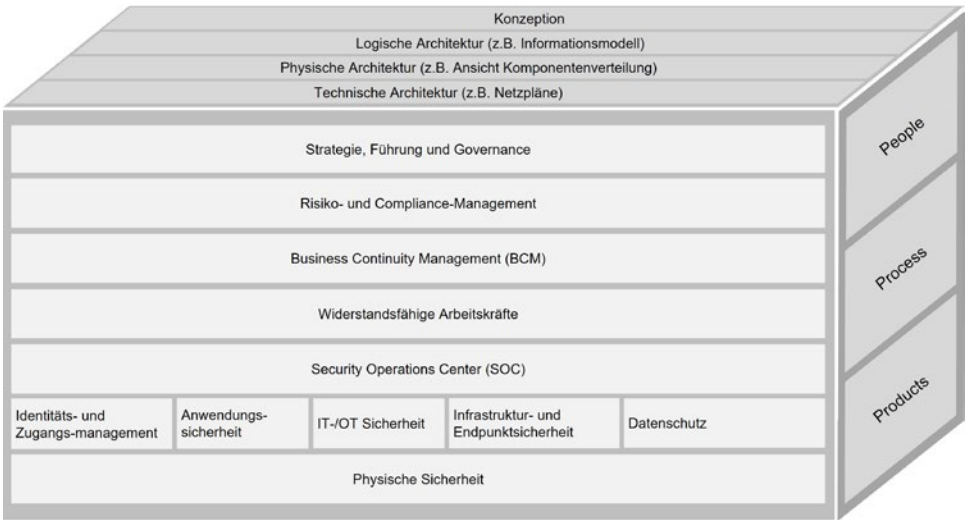 Konzeption
Logische Architektur (z.B. Informationsmodell)
Physische Architektur (z.B. Ansicht Komponentenverteilung)
Technische Architektur (z.B. Netzpläne)
Strategie, Führung und Governance
Risiko- und Compliance-Management
Business Continuity Management (BCM)
Widerstandsfähige Arbeitskräfte
Security Operations Center (SOC)
Identitäts- und
Zugangs-management
Anwendungs-
sicherheit
IT-/OT Sicherheit
Infrastruktur- und
Endpunktsicherheit
Datenschutz
Physische Sicherheit
People
Process
Products